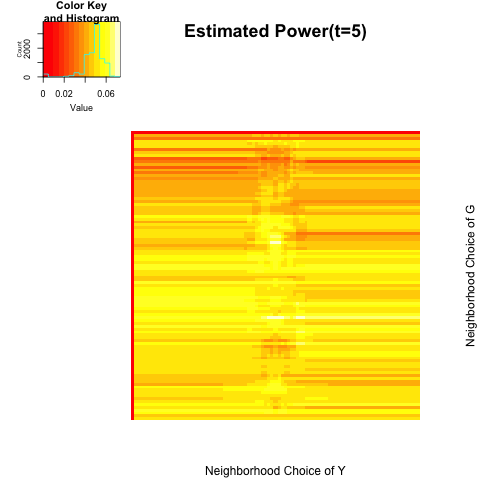 Color Key
and Histogram
Estimated Power(t=5)
Count
0 2000
0 0.02 0.06
Value
Neighborhood Choice of G
Neighborhood Choice of Y